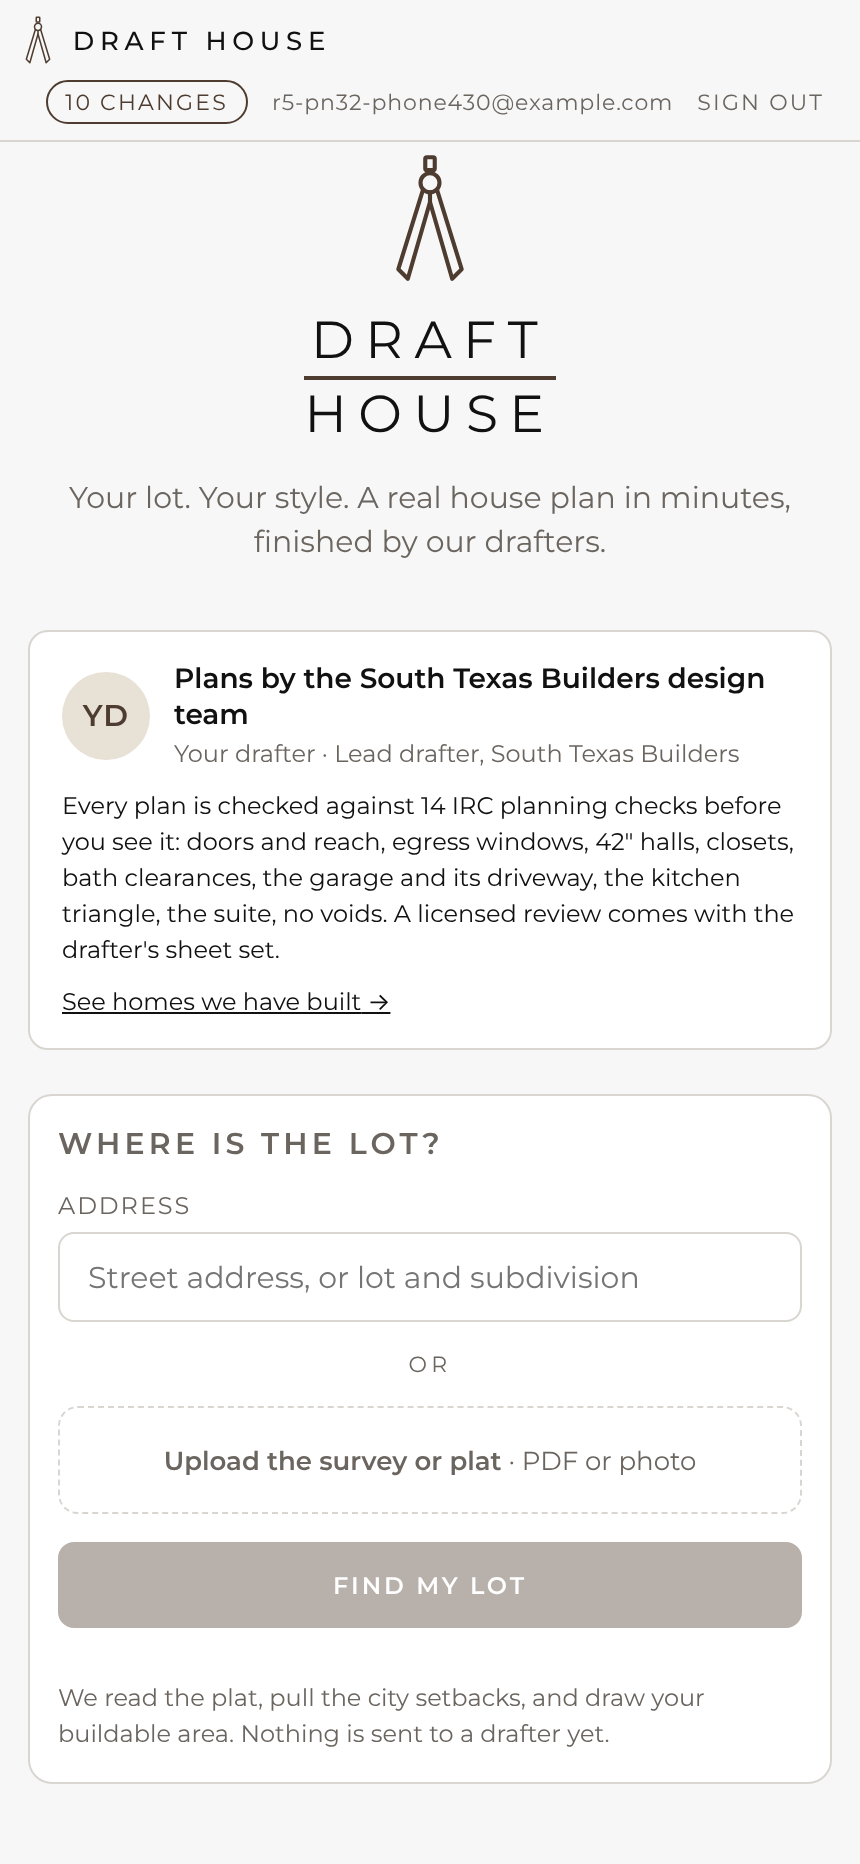 DRAFT HOUSE
10 CHANGES r5-pn32-phone430@example.com SIGN OUT
DRAFT
HOUSE
Your lot. Your style. A real house plan in minutes,
finished by our drafters.
YD
Plans by the South Texas Builders design
team
Your drafter · Lead drafter, South Texas Builders
Every plan is checked against 14 IRC planning checks before
you see it: doors and reach, egress windows, 42" halls, closets,
bath clearances, the garage and its driveway, the kitchen
triangle, the suite, no voids. A licensed review comes with the
drafter's sheet set.
See homes we have built →
WHERE IS THE LOT?
ADDRESS
Street address, or lot and subdivision
OR
Upload the survey or plat · PDF or photo
FIND MY LOT
We read the plat, pull the city setbacks, and draw your
buildable area. Nothing is sent to a drafter yet.